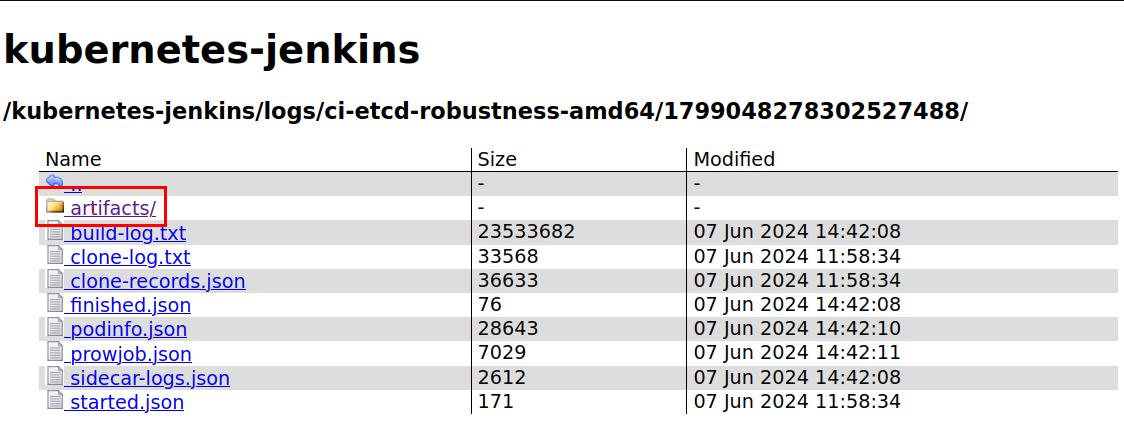 kubernetes-jenkins
/kubernetes-jenkins/logs/ci-etcd-robustness-amd64/1799048278302527488/
Name Size Modified
.. - -
artifacts/ - -
build-log.txt 23533682 07 Jun 2024 14:42:08
clone-log.txt 33568 07 Jun 2024 11:58:34
clone-records.json 36633 07 Jun 2024 11:58:34
finished.json 76 07 Jun 2024 14:42:08
podinfo.json 28643 07 Jun 2024 14:42:10
prowjob.json 7029 07 Jun 2024 14:42:11
sidecar-logs.json 2612 07 Jun 2024 14:42:08
started.json 171 07 Jun 2024 11:58:34